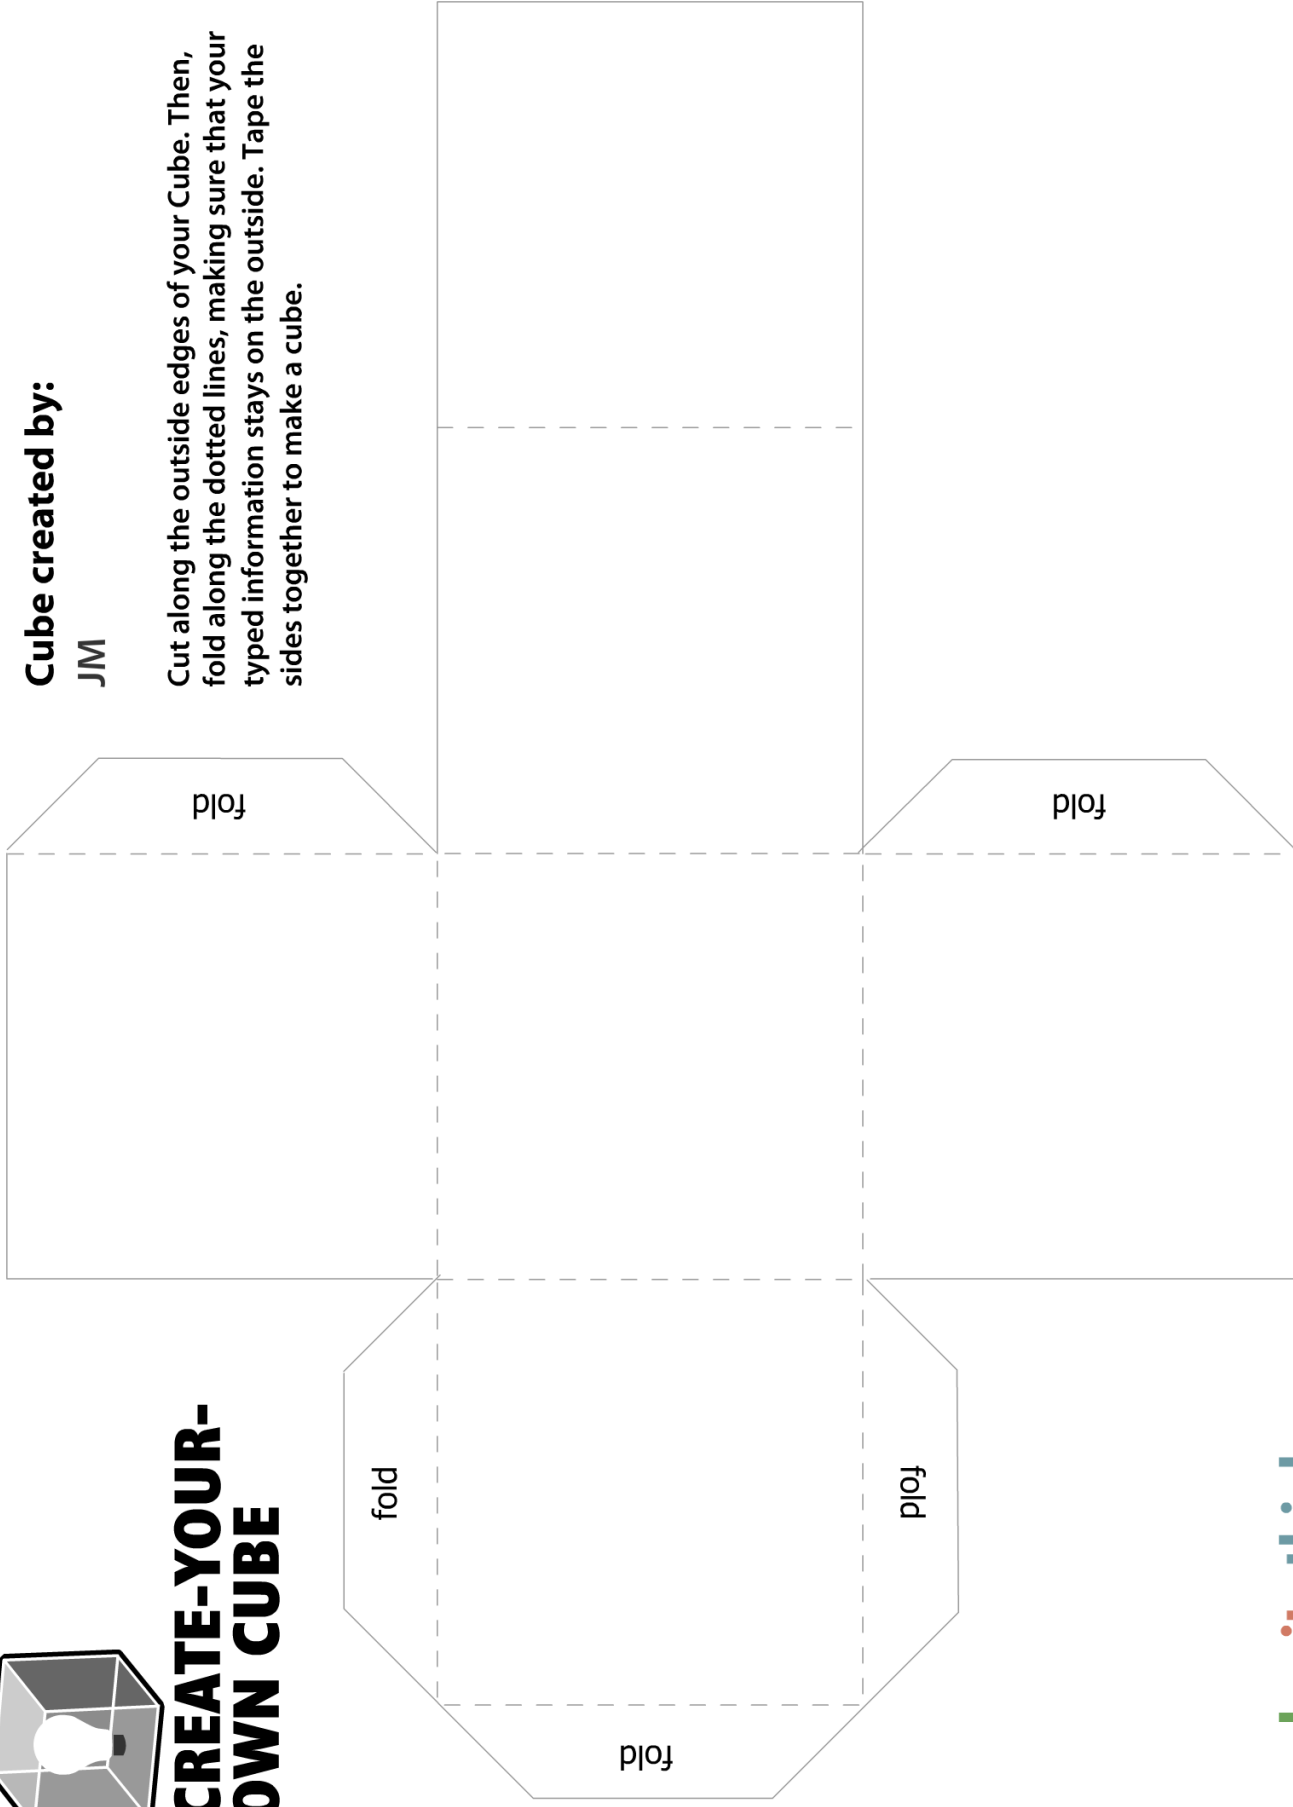 CREATE-YOUR-
OWN CUBE
Cube created by:
JM
Cut along the outside edges of your Cube. Then,
fold along the dotted lines, making sure that your
typed information stays on the outside. Tape the
sides together to make a cube.
fold
fold
fold
fold
fold